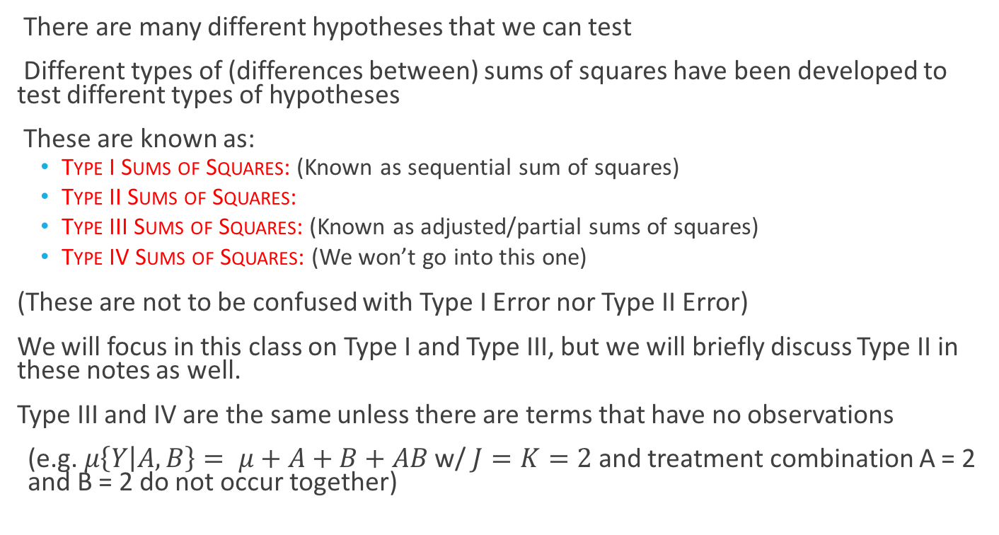 There are many different hypotheses that we can test
Different types of (differences between) sums of squares have been developed to
test different types of hypotheses
These are known as:
• TYPE I SUMS OF SQUARES: (Known as sequential sum of squares)
• TYPE II SUMS OF SQUARES:
• TYPE III SUMS OF SQUARES: (Known as adjusted/partial sums of squares)
• TYPE IV SUMS OF SQUARES: (We won’t go into this one)
(These are not to be confused with Type I Error nor Type II Error)
We will focus in this class on Type I and Type III, but we will briefly discuss Type II in
these notes as well.
Type III and IV are the same unless there are terms that have no observations
(e.g. μ{Y|A, B} = μ + A + B + AB w/ J = K = 2 and treatment combination A = 2
and B = 2 do not occur together)